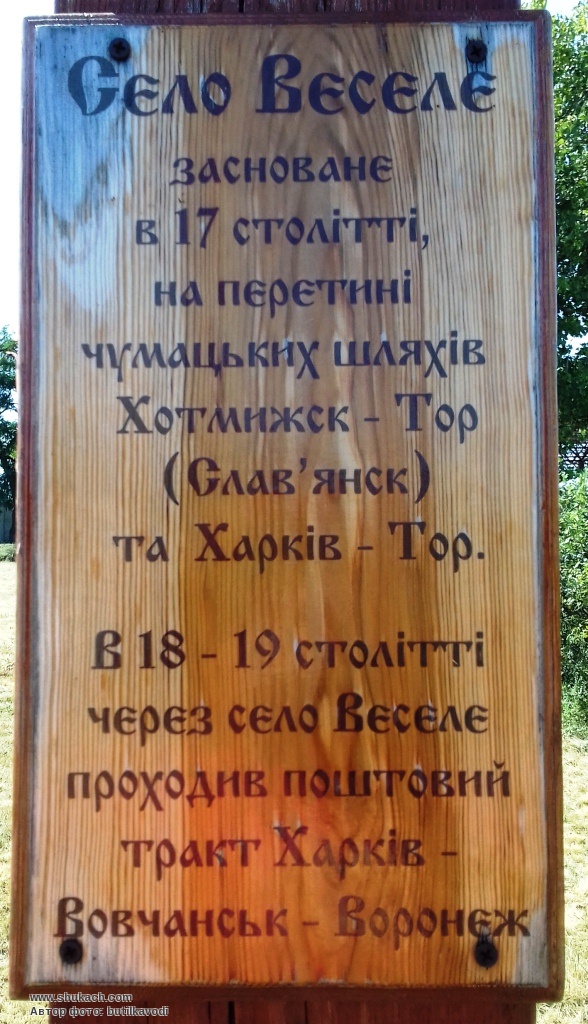 Село Веселе
засноване
в 17 столітті,
на перетині
чумацьких шляхів
Хотмижск - Тор
(Слав'янск)
та Харків - Тор.
В 18 - 19 столітті
через село Веселе
проходив поштовий
тракт Харків -
Вовчанськ - Воронеж
www.shukach.com
Автор фото: butilkavodi